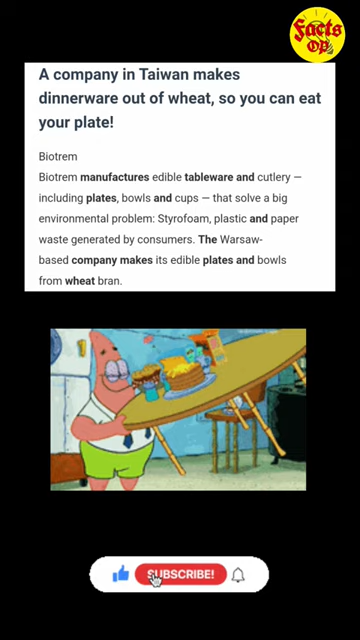 Facts
Op
A company in Taiwan makes
dinnerware out of wheat, so you can eat
your plate!
Biotrem
Biotrem manufactures edible tableware and cutlery —
including plates, bowls and cups — that solve a big
environmental problem: Styrofoam, plastic and paper
waste generated by consumers. The Warsaw-
based company makes its edible plates and bowls
from wheat bran.
SUBSCRIBE!